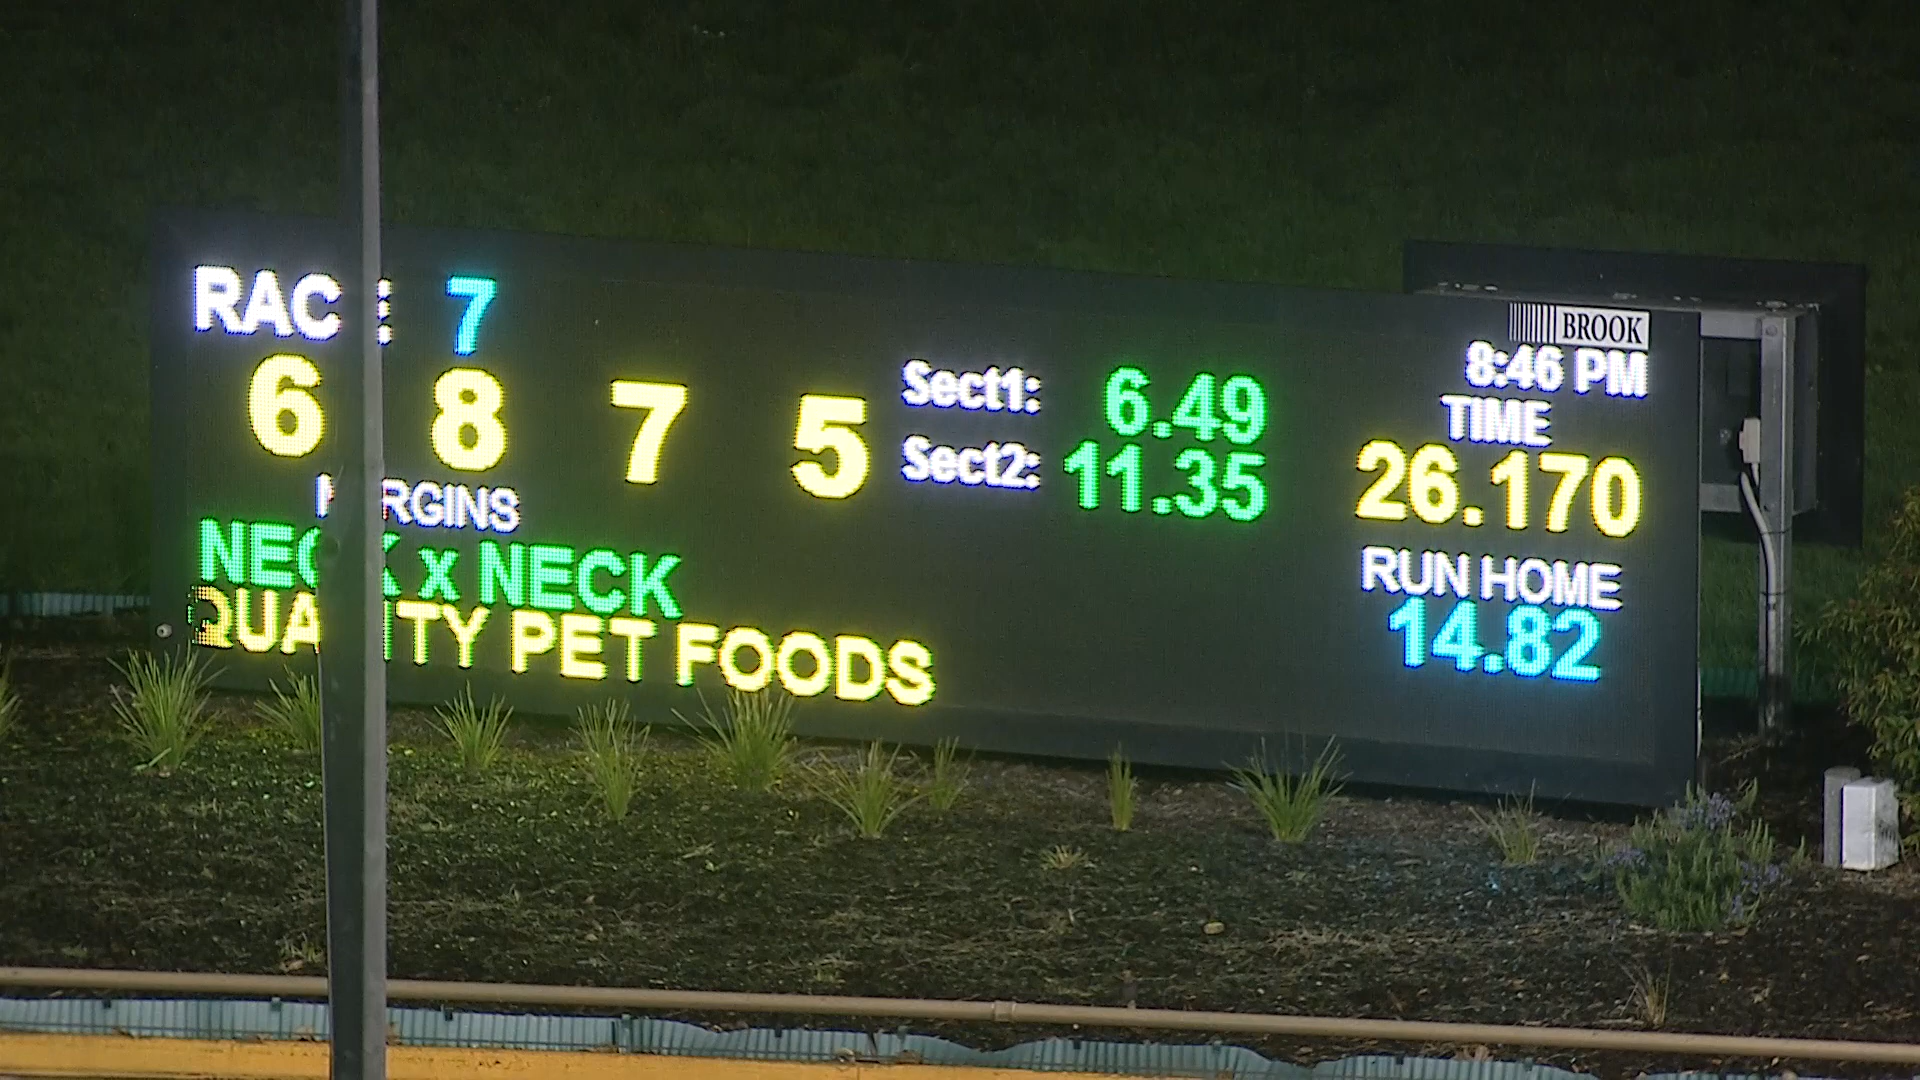 RACE: 7
6 8 7 5
MARGINS
NECK x NECK
QUALITY PET FOODS
Sect1: 6.49
Sect2: 11.35
BROOK
8:46 PM
TIME
26.170
RUN HOME
14.82